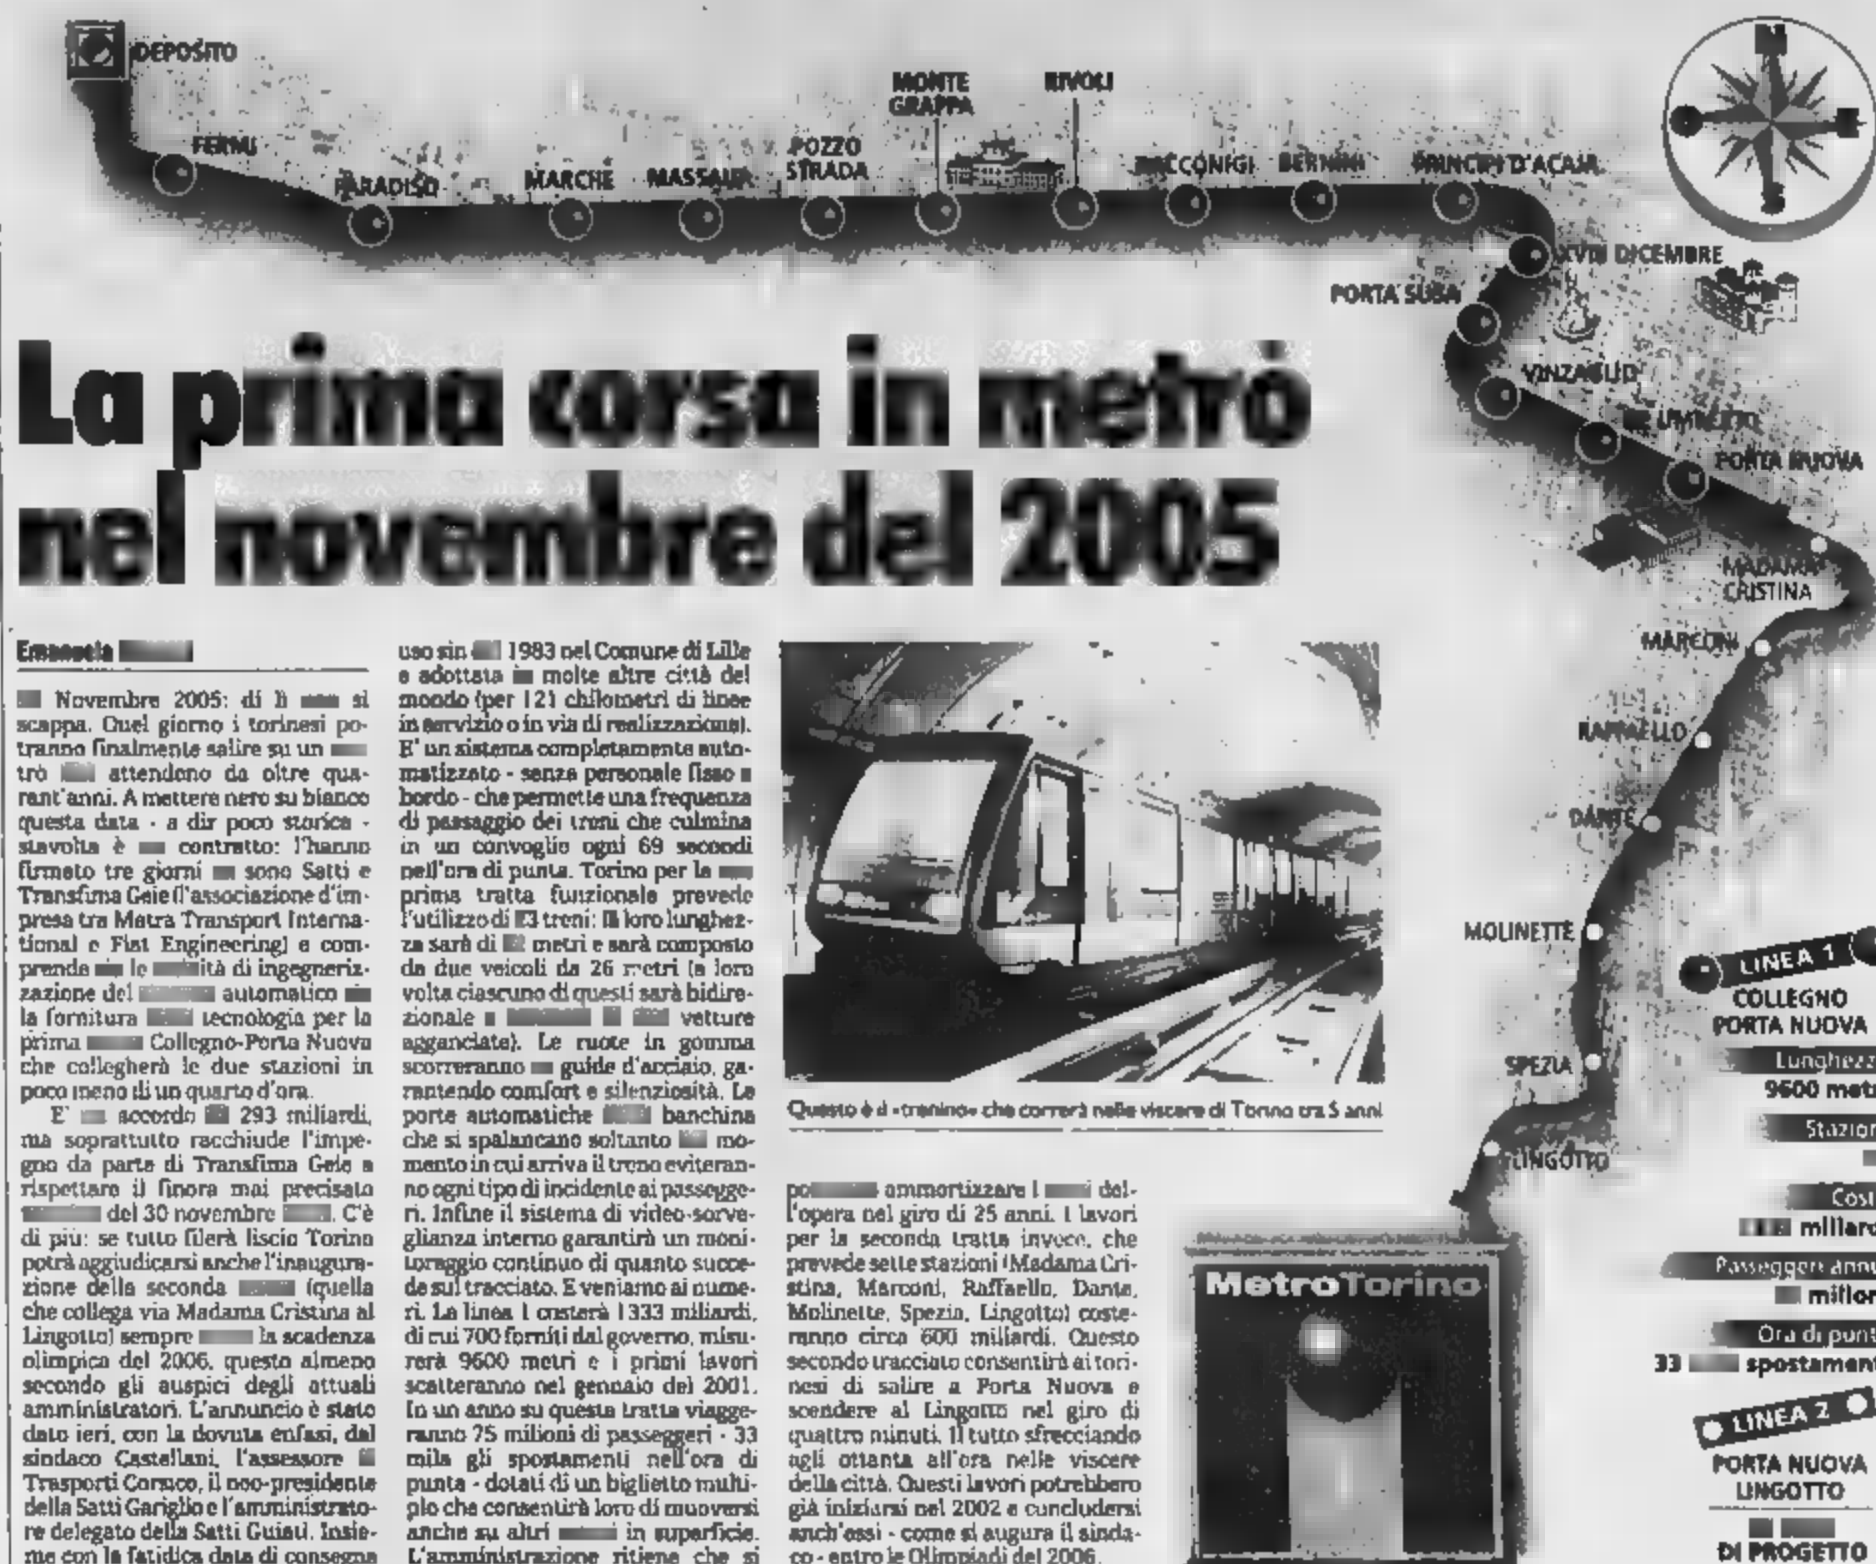 DEPOSITO
FERMI
PARADISO
MARCHE
MASSAUA
POZZO
STRADA
MONTE
GRAPPA
RIVOLI
RACCONIGI
BERNINI
PRINCIPI D'ACAJA
XVIII DICEMBRE
PORTA SUSA
VINZAGLIO
RE UMBERTO
PORTA NUOVA
MADAMA
CRISTINA
MARCONI
RAFFAELLO
DANTE
MOLINETTE
SPEZIA
LINGOTTO
La prima corsa in metrò
nel novembre del 2005
Emanuela
Novembre 2005: di lì si
scappa. Quel giorno i torinesi po-
tranno finalmente salire su un
trò attendono da oltre qua-
rant'anni. A mettere nero su bianco
questa data - a dir poco storica -
stavolta è contratto: l'hanno
firmato tre giorni sono Satti e
Transfima Geie (l'associazione d'im-
presa tra Matra Transport Interna-
tional e Fiat Engineering) e com-
prende le ità di ingegneriz-
zazione del automatico
la fornitura tecnologia per la
prima Collegno-Porta Nuova
che collegherà le due stazioni in
poco meno di un quarto d'ora.
E' accordo 293 miliardi,
ma soprattutto racchiude l'impe-
gno da parte di Transfima Geie a
rispettare il finora mai precisato
del 30 novembre . C'è
di più: se tutto filerà liscio Torino
potrà aggiudicarsi anche l'inaugura-
zione della seconda (quella
che collega via Madama Cristina al
Lingotto) sempre la scadenza
olimpica del 2006, questo almeno
secondo gli auspici degli attuali
amministratori. L'annuncio è stato
dato ieri, con la dovuta enfasi, dal
sindaco Castellani, l'assessore
Trasporti Corsico, il neo-presidente
della Satti Gariglio e l'amministrato-
re delegato della Satti Guiati. Insie-
me con la fatidica data di consegna
uso sin 1983 nel Comune di Lille
e adottata in molte altre città del
mondo (per 121 chilometri di linee
in servizio o in via di realizzazione).
E' un sistema completamente auto-
matizzato - senza personale fisso a
bordo - che permette una frequenza
di passaggio dei treni che culmina
in un convoglio ogni 69 secondi
nell'ora di punta. Torino per la
prima tratta funzionale prevede
l'utilizzo di treni: la loro lunghez-
za sarà di metri e sarà composto
da due veicoli da 26 metri (a loro
volta ciascuno di questi sarà bidire-
zionale vetture
agganciate). Le ruote in gomma
scorreranno guide d'acciaio, ga-
rantendo comfort e silenziosità. Le
porte automatiche banchina
che si spalancano soltanto mo-
mento in cui arriva il treno eviteran-
no ogni tipo di incidente ai passegge-
ri. Infine il sistema di video-sorve-
glianza interno garantirà un moni-
toraggio continuo di quanto succe-
de sul tracciato. E veniamo ai nume-
ri. La linea 1 costerà 1333 miliardi,
di cui 700 forniti dal governo, misu-
rerà 9600 metri e i primi lavori
scatteranno nel gennaio del 2001.
In un anno su questa tratta viagge-
ranno 75 milioni di passeggeri - 33
mila gli spostamenti nell'ora di
punta - dotati di un biglietto multi-
plo che consentirà loro di muoversi
anche su altri in superficie.
L'amministrazione ritiene che si
Questo è il «trenino» che correrà nelle viscere di Torino tra 5 anni
ammortizzare i del-
l'opera nel giro di 25 anni. I lavori
per la seconda tratta invece, che
prevede sette stazioni (Madama Cri-
stina, Marconi, Raffaello, Dante,
Molinette, Spezia, Lingotto) coste-
ranno circa 600 miliardi. Questo
secondo tracciato consentirà ai tori-
nesi di salire a Porta Nuova e
scendere al Lingotto nel giro di
quattro minuti. Il tutto sfrecciando
agli ottanta all'ora nelle viscere
della città. Questi lavori potrebbero
già iniziarsi nel 2002 e concludersi
anch'essi - come si augura il sinda-
co - entro le Olimpiadi del 2006.
MetroTorino
LINEA 1
COLLEGNO
PORTA NUOVA
Lunghezz
9600 metr
Stazion
Cost
miliard
Passeggeri annu
milion
Ora di punt
33 spostament
LINEA 2
PORTA NUOVA
LINGOTTO
DI PROGETTO